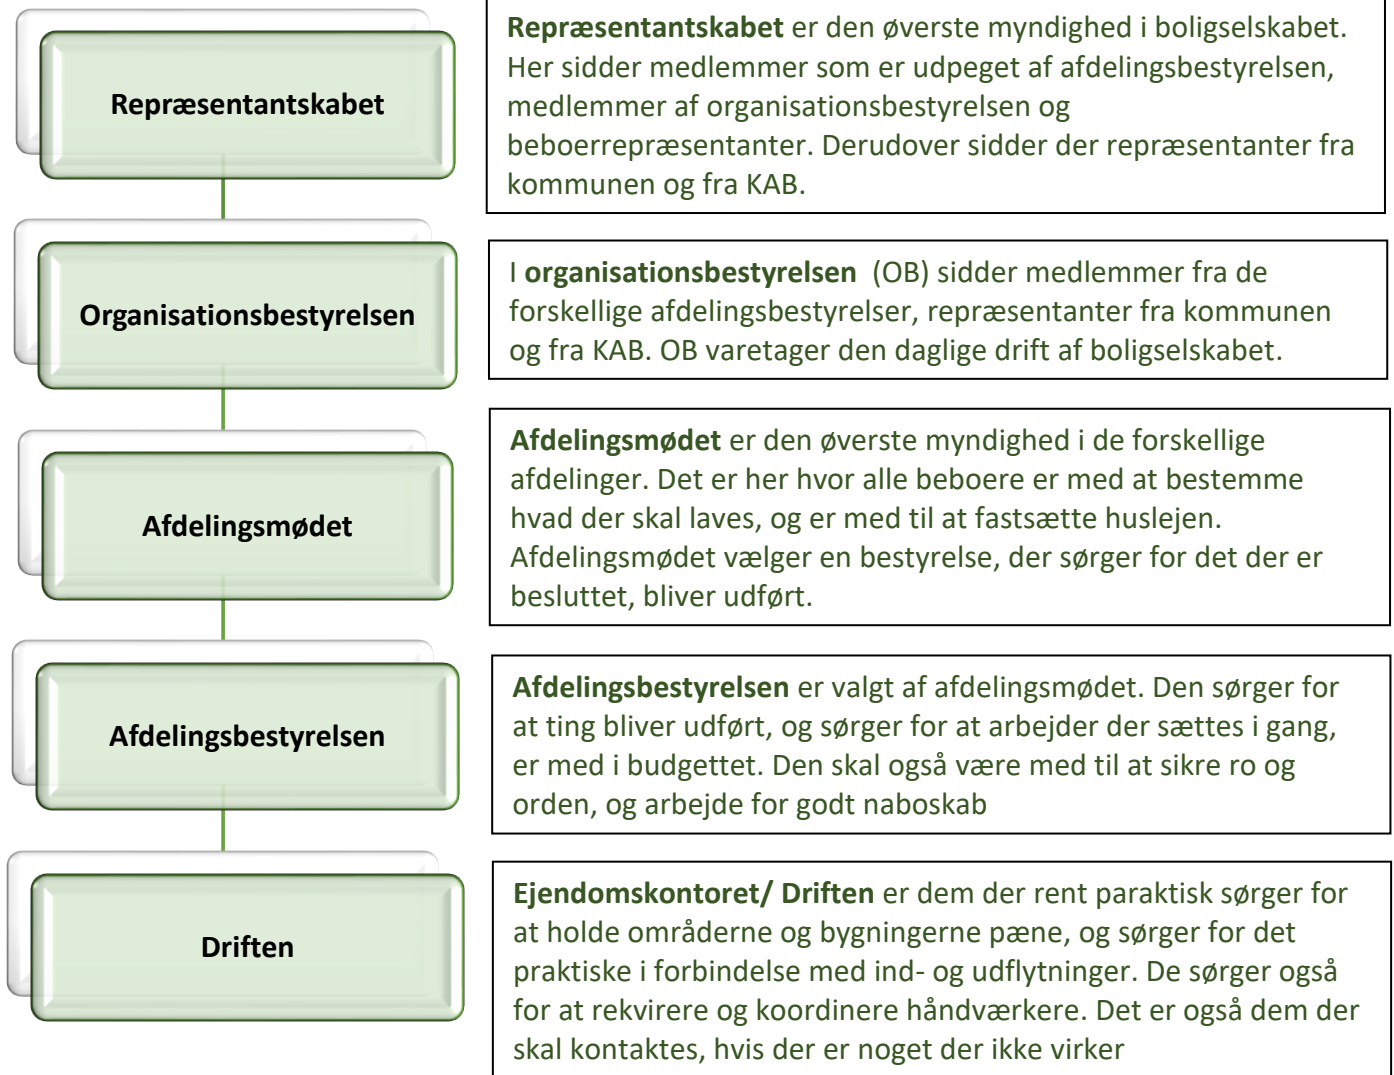 Repræsentantskabet
Repræsentantskabet er den øverste myndighed i boligselskabet.
Her sidder medlemmer som er udpeget af afdelingsbestyrelsen,
medlemmer af organisationsbestyrelsen og
beboerrepræsentanter. Derudover sidder der repræsentanter fra
kommunen og fra KAB.
Organisationsbestyrelsen
I organisationsbestyrelsen (OB) sidder medlemmer fra de
forskellige afdelingsbestyrelser, repræsentanter fra kommunen
og fra KAB. OB varetager den daglige drift af boligselskabet.
Afdelingsmødet
Afdelingsmødet er den øverste myndighed i de forskellige
afdelinger. Det er her hvor alle beboere er med at bestemme
hvad der skal laves, og er med til at fastsætte huslejen.
Afdelingsmødet vælger en bestyrelse, der sørger for det der er
besluttet, bliver udført.
Afdelingsbestyrelsen
Afdelingsbestyrelsen er valgt af afdelingsmødet. Den sørger for
at ting bliver udført, og sørger for at arbejder der sættes i gang,
er med i budgettet. Den skal også være med til at sikre ro og
orden, og arbejde for godt naboskab
Driften
Ejendomskontoret/ Driften er dem der rent paraktisk sørger for
at holde områderne og bygningerne pæne, og sørger for det
praktiske i forbindelse med ind- og udflytninger. De sørger også
for at rekvirere og koordinere håndværkere. Det er også dem der
skal kontaktes, hvis der er noget der ikke virker